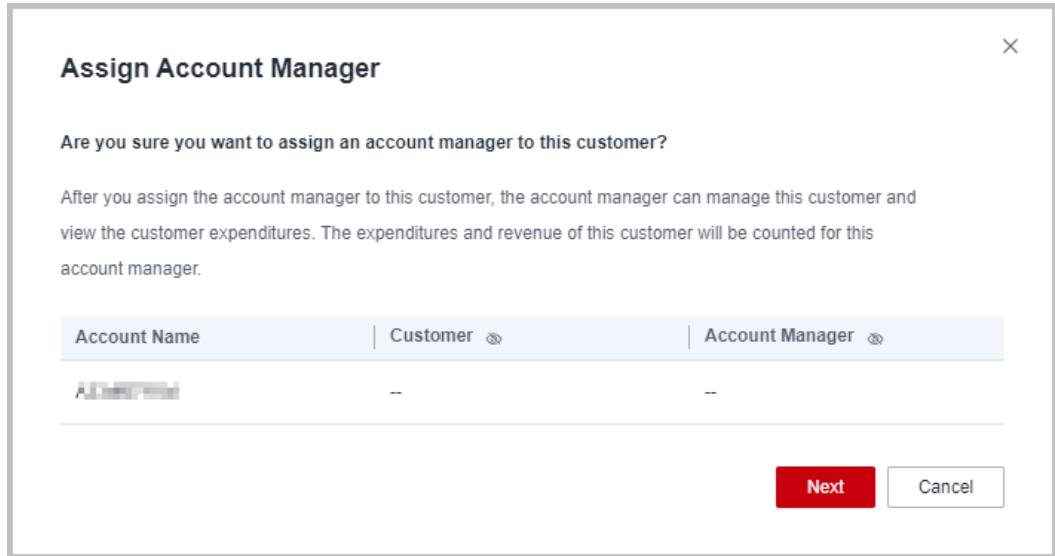 Assign Account Manager
Are you sure you want to assign an account manager to this customer?
After you assign the account manager to this customer, the account manager can manage this customer and
view the customer expenditures. The expenditures and revenue of this customer will be counted for this
account manager.
Account Name Customer Account Manager
-- --
Next Cancel